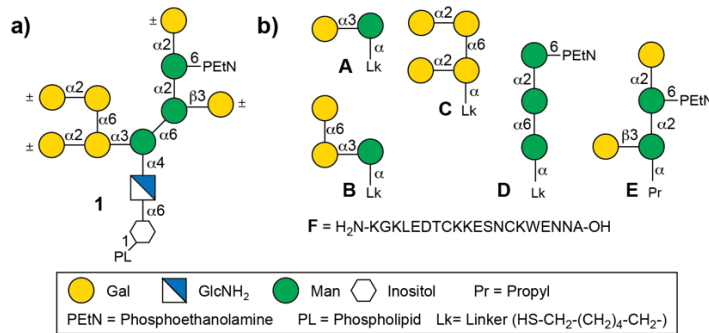 a)
±
α2
6
PEtN
α2
±
α2
β3
±
α6
α6
±
α2
α3
α4
1
α6
1
PL
b)
α3
α
A
Lk
α2
α6
α2
α
C
Lk
α6
α3
α
B
Lk
PEtN
α2
α6
α
D
Lk
α2
6
PEtN
α2
β3
α
E
Pr
F = H₂N-KGKLEDTCKKESNCKWENNA-OH
Gal GlcNH₂ Man Inositol Pr = Propyl
PEtN = Phosphoethanolamine PL = Phospholipid Lk= Linker (HS-CH₂-(CH₂)₄-CH₂-)